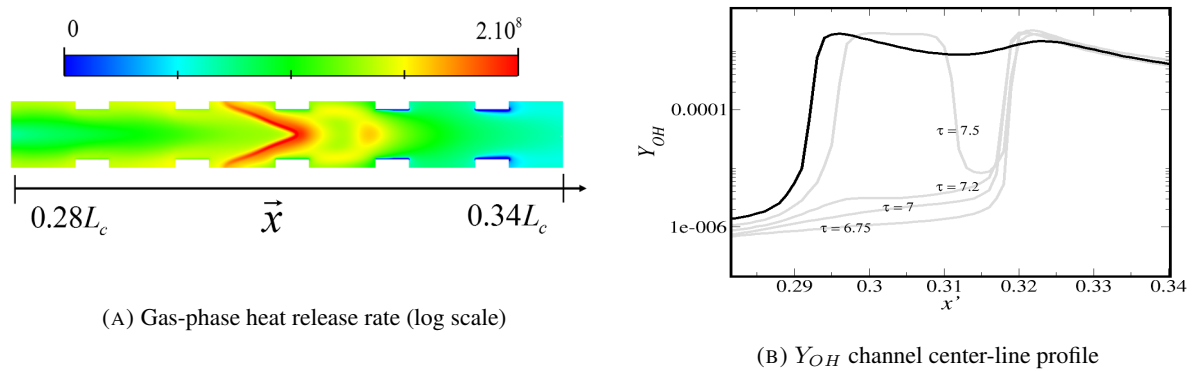 0
2.10⁸
0.28L_c
x⃗
0.34L_c
(A) Gas-phase heat release rate (log scale)
Y_OH
0.0001
1e-006
τ = 7.5
τ = 7.2
τ = 7
τ = 6.75
0.29
0.3
0.31
0.32
0.33
0.34
x'
(B) Y_OH channel center-line profile